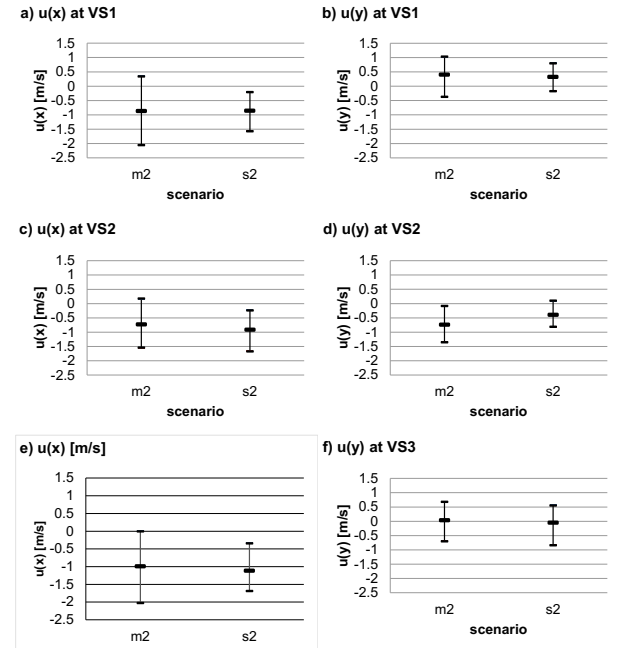 a) u(x) at VS1
1.5
1
0.5
0
-0.5
-1
-1.5
-2
-2.5
u(x) [m/s]
m2 s2
scenario
b) u(y) at VS1
1.5
1
0.5
0
-0.5
-1
-1.5
-2
-2.5
u(y) [m/s]
m2 s2
scenario
c) u(x) at VS2
1.5
1
0.5
0
-0.5
-1
-1.5
-2
-2.5
u(x) [m/s]
m2 s2
scenario
d) u(y) at VS2
1.5
1
0.5
0
-0.5
-1
-1.5
-2
-2.5
u(y) [m/s]
m2 s2
scenario
e) u(x) [m/s]
1.5
1
0.5
0
-0.5
-1
-1.5
-2
-2.5
u(x) [m/s]
m2 s2
f) u(y) at VS3
1.5
1
0.5
0
-0.5
-1
-1.5
-2
-2.5
u(y) [m/s]
m2 s2
scenario